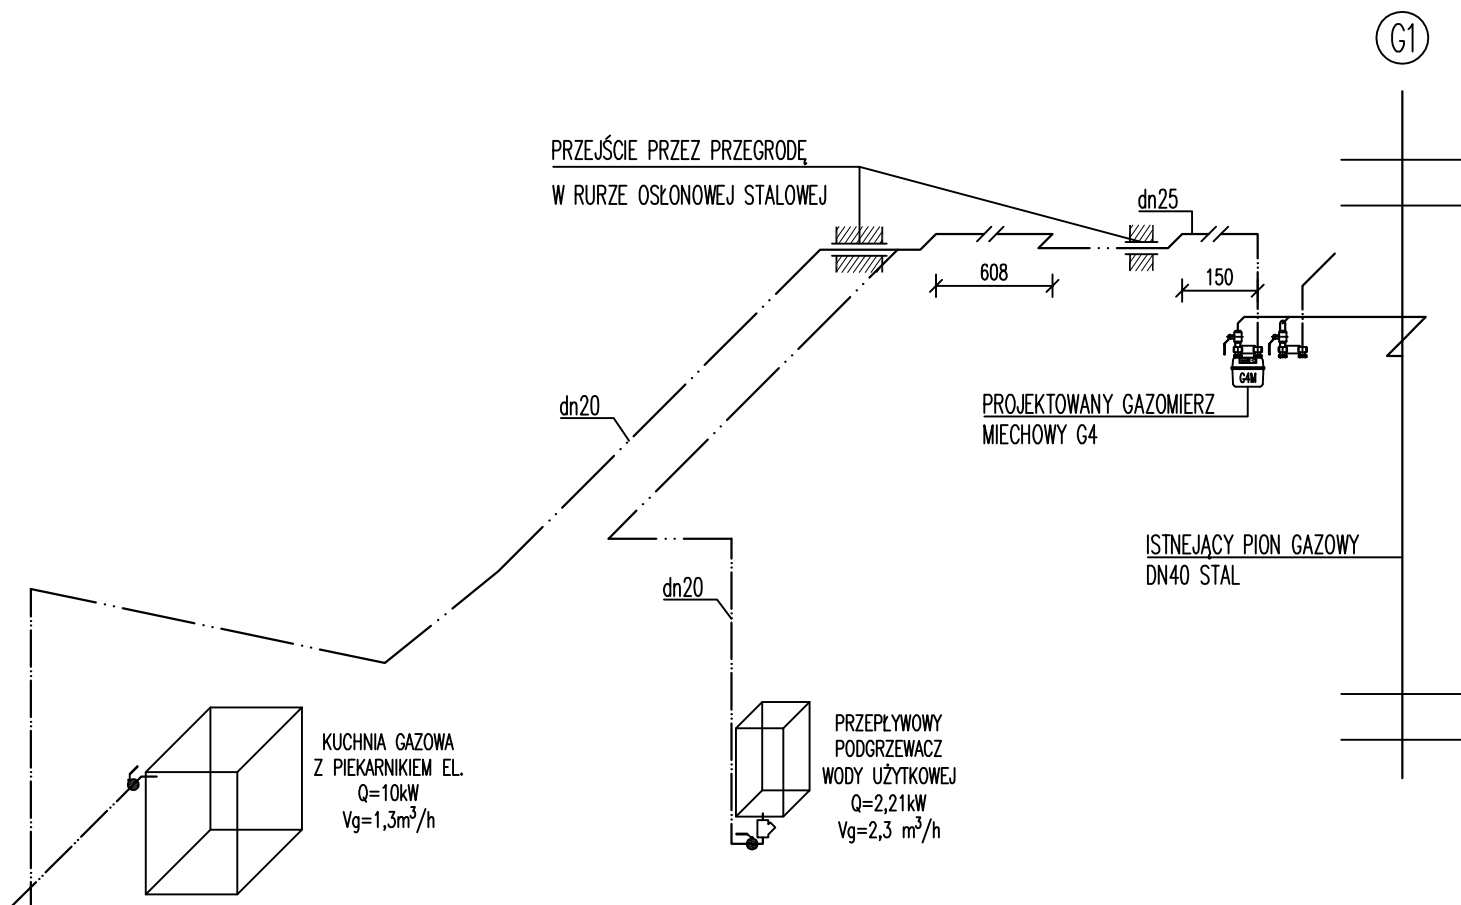 G1
PRZEJŚCIE PRZEZ PRZEGRODĘ
W RURZE OSŁONOWEJ STALOWEJ
dn25
608
150
G4M
PROJEKTOWANY GAZOMIERZ
MIECHOWY G4
dn20
ISTNEJĄCY PION GAZOWY
DN40 STAL
dn20
KUCHNIA GAZOWA
Z PIEKARNIKIEM EL.
Q=10kW
Vg=1,3m³/h
PRZEPŁYWOWY
PODGRZEWACZ
WODY UŻYTKOWEJ
Q=2,21kW
Vg=2,3 m³/h